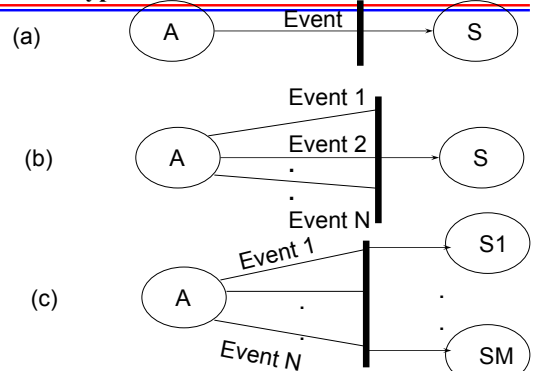 (a) A Event S
Event 1
(b) A Event 2 S
.
.
Event N
Event 1 S1
(c) A . .
. .
Event N SM